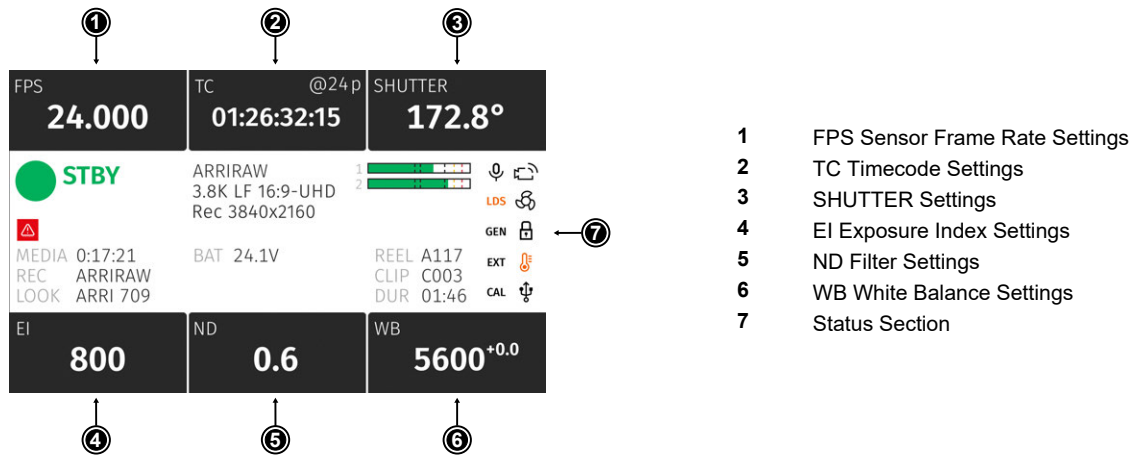 1 2 3
FPS
24.000
TC @24 p
01:26:32:15
SHUTTER
172.8°
STBY
ARRIRAW
3.8K LF 16:9-UHD
Rec 3840x2160
1
2
LDS
GEN
EXT
CAL
7
MEDIA 0:17:21
REC ARRIRAW
LOOK ARRI 709
BAT 24.1V
REEL A117
CLIP C003
DUR 01:46
EI
800
ND
0.6
WB
5600+0.0
4 5 6
1 FPS Sensor Frame Rate Settings
2 TC Timecode Settings
3 SHUTTER Settings
4 EI Exposure Index Settings
5 ND Filter Settings
6 WB White Balance Settings
7 Status Section